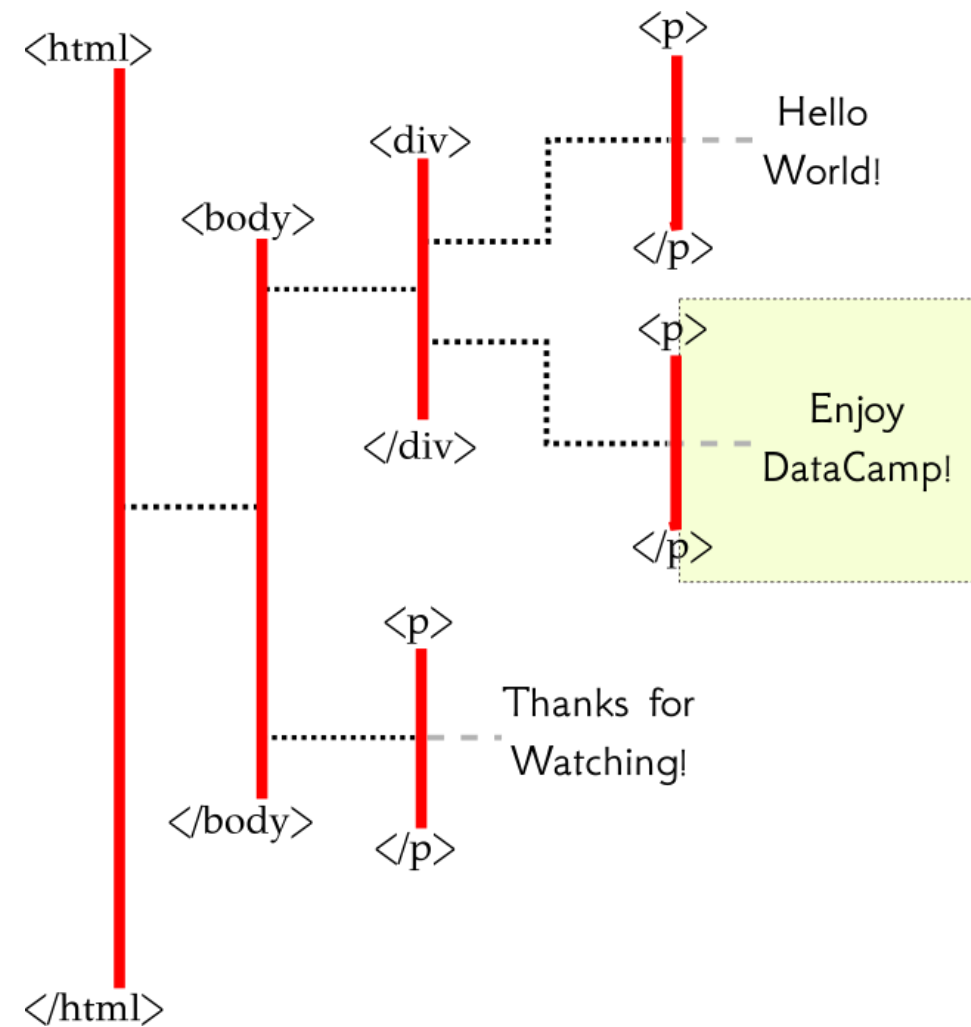 <html>
<body>
<div>
<p>
Hello
World!
</p>
<p>
Enjoy
DataCamp!
</p>
</div>
<p>
Thanks for
Watching!
</p>
</body>
</html>